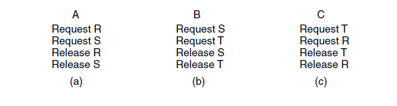 A B C
Request R Request S Request T
Request S Request T Request R
Release R Release S Release T
Release S Release T Release R
(a) (b) (c)